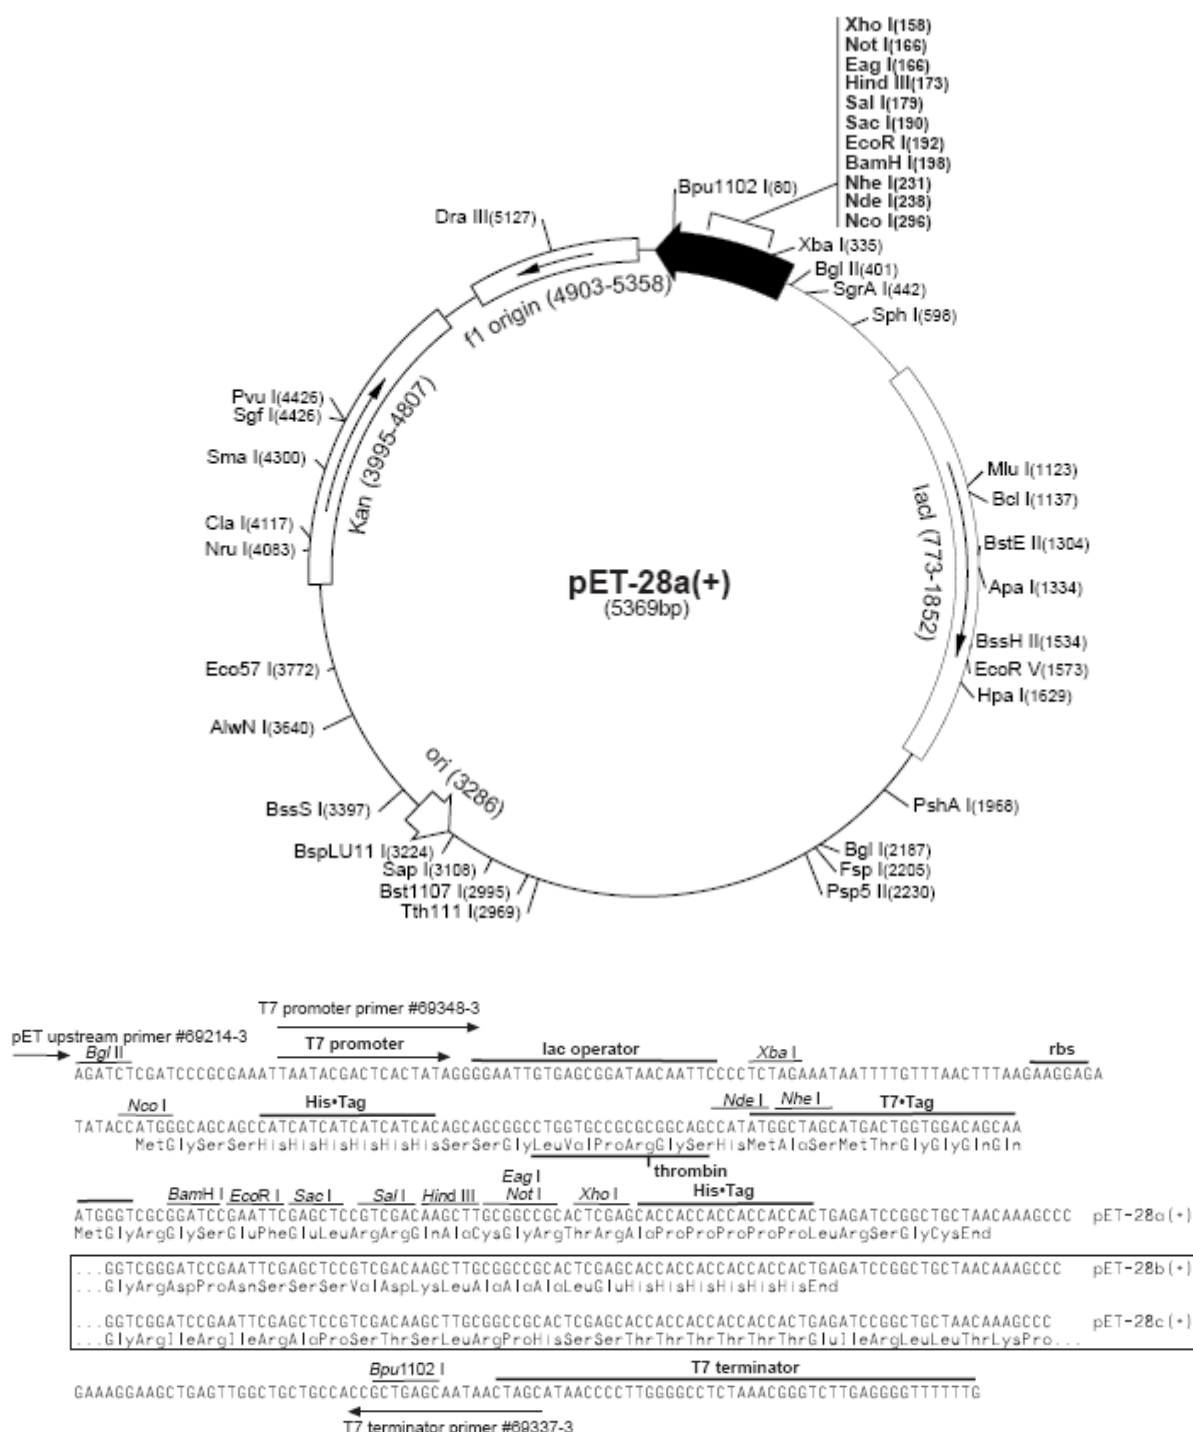 Xho I(158)
Not I(166)
Eag I(166)
Hind III(173)
Sal I(179)
Sac I(190)
EcoR I(192)
BamH I(198)
Nhe I(231)
Nde I(238)
Nco I(296)
Bpu1102 I(80)
Dra III(5127)
Xba I(335)
Bgl II(401)
SgrA I(442)
Sph I(598)
f1 origin (4903-5358)
Pvu I(4426)
Sgf I(4426)
Sma I(4300)
Kan (3995-4807)
Cla I(4117)
Nru I(4083)
Mlu I(1123)
Bcl I(1137)
lacI (773-1852)
BstE II(1304)
Apa I(1334)
pET-28a(+)
(5369bp)
BssH II(1534)
EcoR V(1573)
Hpa I(1629)
Eco57 I(3772)
AlwN I(3640)
ori (3286)
BssS I(3397)
PshA I(1968)
BspLU11 I(3224)
Sap I(3108)
Bst1107 I(2995)
Tth111 I(2969)
Bgl I(2187)
Fsp I(2205)
Psp5 II(2230)
T7 promoter primer #69348-3
pET upstream primer #69214-3
Bgl II T7 promoter lac operator Xba I rbs
AGATCTCGATCCCGCGAAATTAATACGACTCACTATAGGGGAATTGTGAGCGGATAACAATTCCCCTCTAGAAATAATTTTGTTTAACTTTAAGAAGGAGA
Nco I His•Tag Nde I Nhe I T7•Tag
TATACCATGGGCAGCAGCCATCATCATCATCATCACAGCAGCGGCCTGGTGCCGCGCGGCAGCCATATGGCTAGCATGACTGGTGGACAGCAA
MetGlySerSerHisHisHisHisHisHisSerSerGlyLeuValProArgGlySerHisMetAlaSerMetThrGlyGlyGlnGln
thrombin
Eag I
BamH I EcoR I Sac I Sal I Hind III Not I Xho I His•Tag
ATGGGTCGCGGATCCGAATTCGAGCTCCGTCGACAAGCTTGCGGCCGCACTCGAGCACCACCACCACCACCACTGAGATCCGGCTGCTAACAAAGCCC pET-28a(+)
MetGlyArgGlySerGluPheGluLeuArgArgGlnAlaCysGlyArgThrArgAlaProProProProProLeuArgSerGlyCysEnd
...GGTCGGGATCCGAATTCGAGCTCCGTCGACAAGCTTGCGGCCGCACTCGAGCACCACCACCACCACCACTGAGATCCGGCTGCTAACAAAGCCC pET-28b(+)
...GlyArgAspProAsnSerSerSerValAspLysLeuAlaAlaAlaLeuGluHisHisHisHisHisHisEnd
...GGTCGGATCCGAATTCGAGCTCCGTCGACAAGCTTGCGGCCGCACTCGAGCACCACCACCACCACCACTGAGATCCGGCTGCTAACAAAGCCC pET-28c(+)
...GlyArgIleArgIleArgAlaProSerThrSerLeuArgProHisSerSerThrThrThrThrThrThrGluIleArgLeuLeuThrLysPro...
Bpu1102 I T7 terminator
GAAAGGAAGCTGAGTTGGCTGCTGCCACCGCTGAGCAATAACTAGCATAACCCCTTGGGGCCTCTAAACGGGTCTTGAGGGGTTTTTTG
T7 terminator primer #69337-3